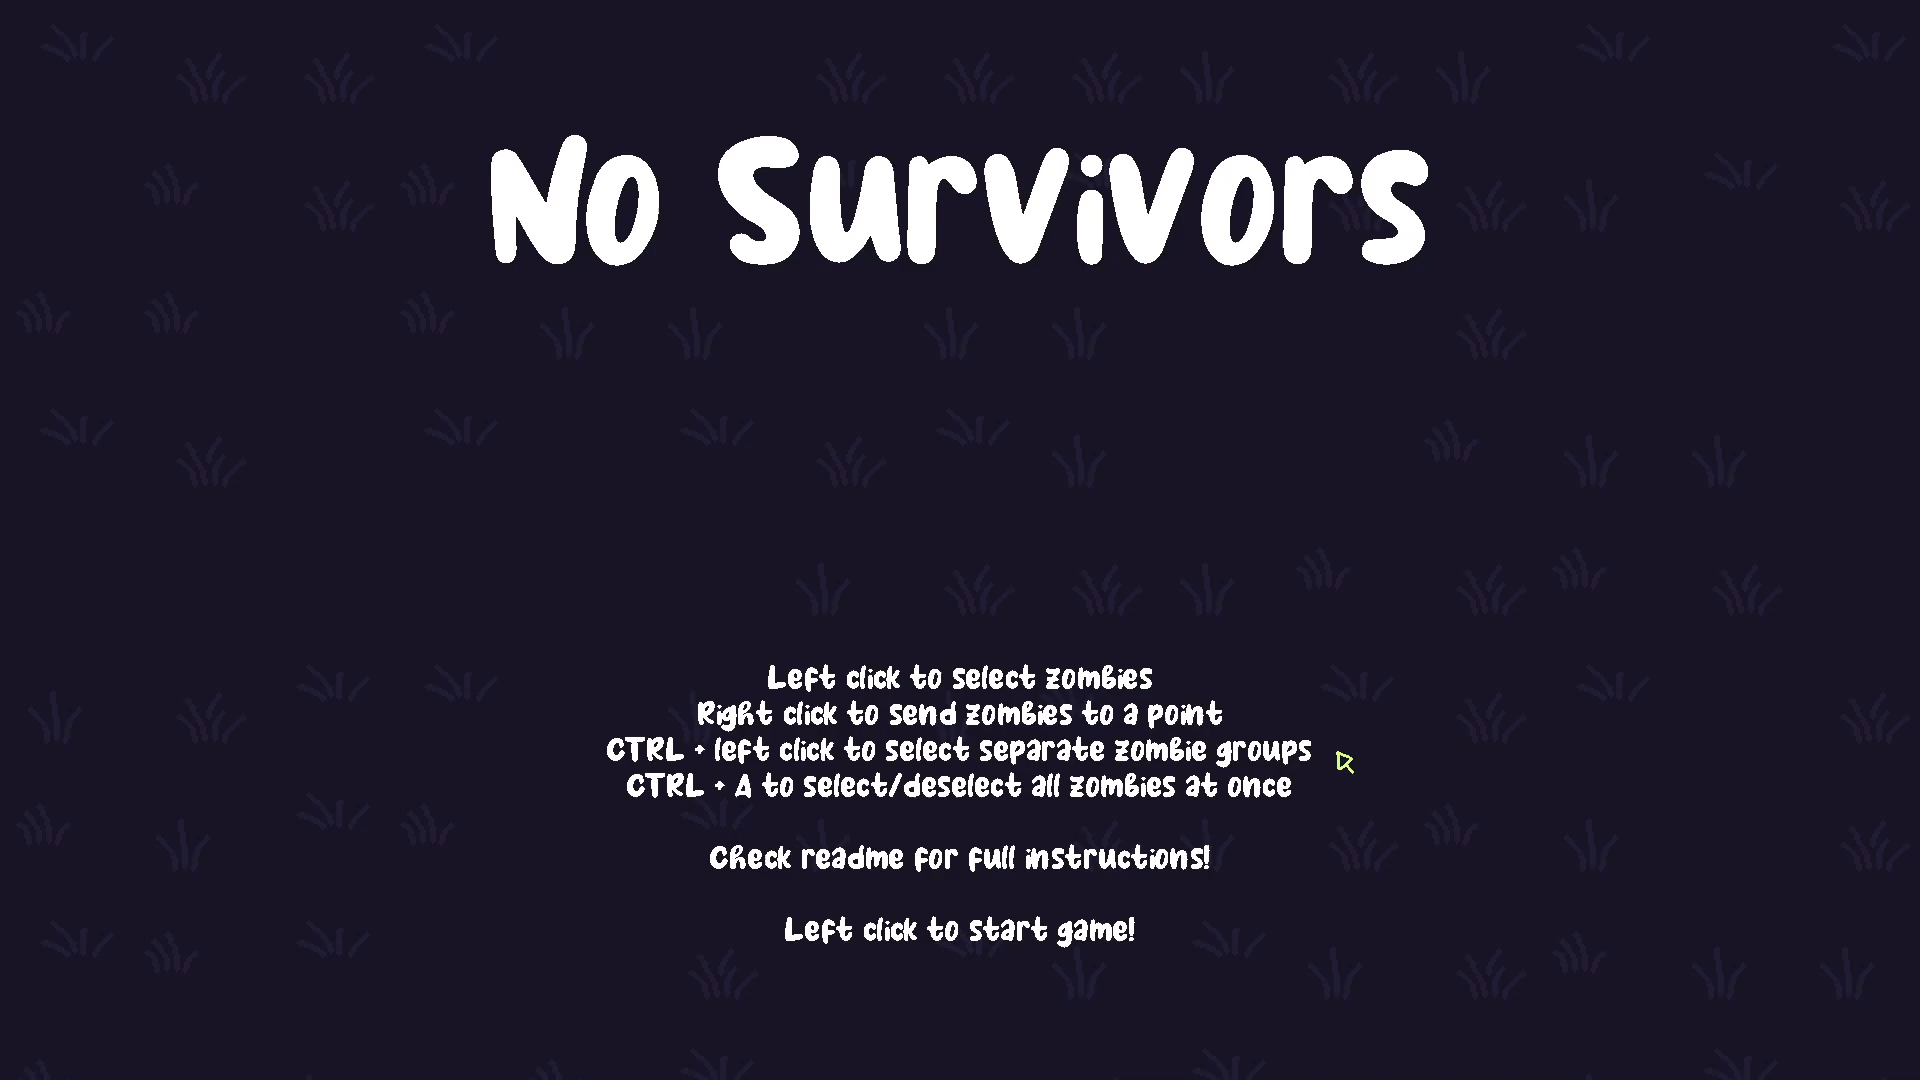 No Survivors
Left click to select zombies
Right click to send zombies to a point
CTRL + left click to select separate zombie groups
CTRL + A to select/deselect all zombies at once
Check readme for full instructions!
Left click to start game!